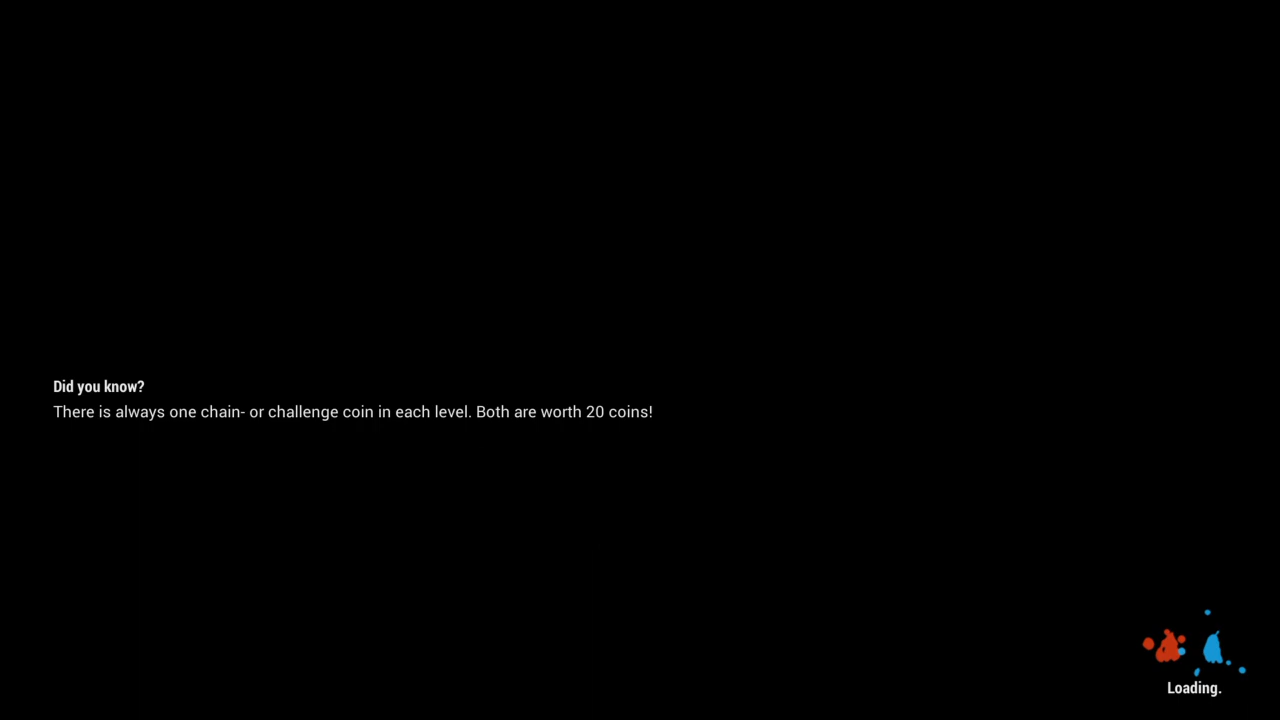 Did you know?
There is always one chain- or challenge coin in each level. Both are worth 20 coins!
Loading.